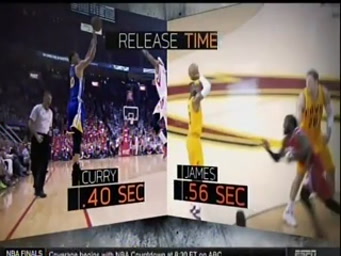 RELEASE TIME
CURRY
.40 SEC
JAMES
.56 SEC
NBA FINALS Coverage begins with NBA Countdown at 8:30 ET on ABC
ESPN